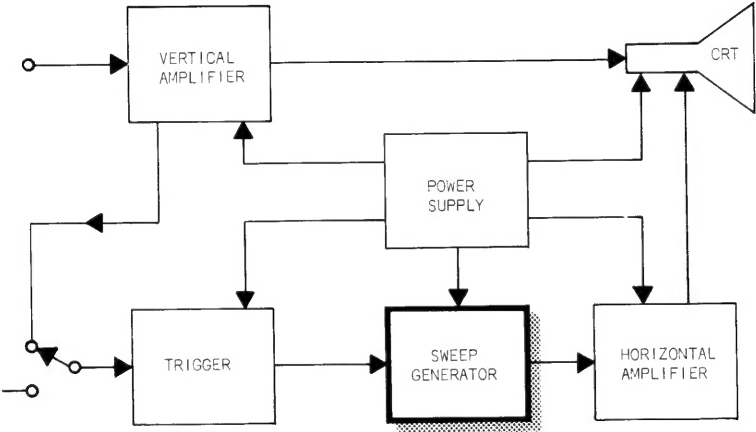 VERTICAL
AMPLIFIER
CRT
POWER
SUPPLY
TRIGGER
SWEEP
GENERATOR
HORIZONTAL
AMPLIFIER